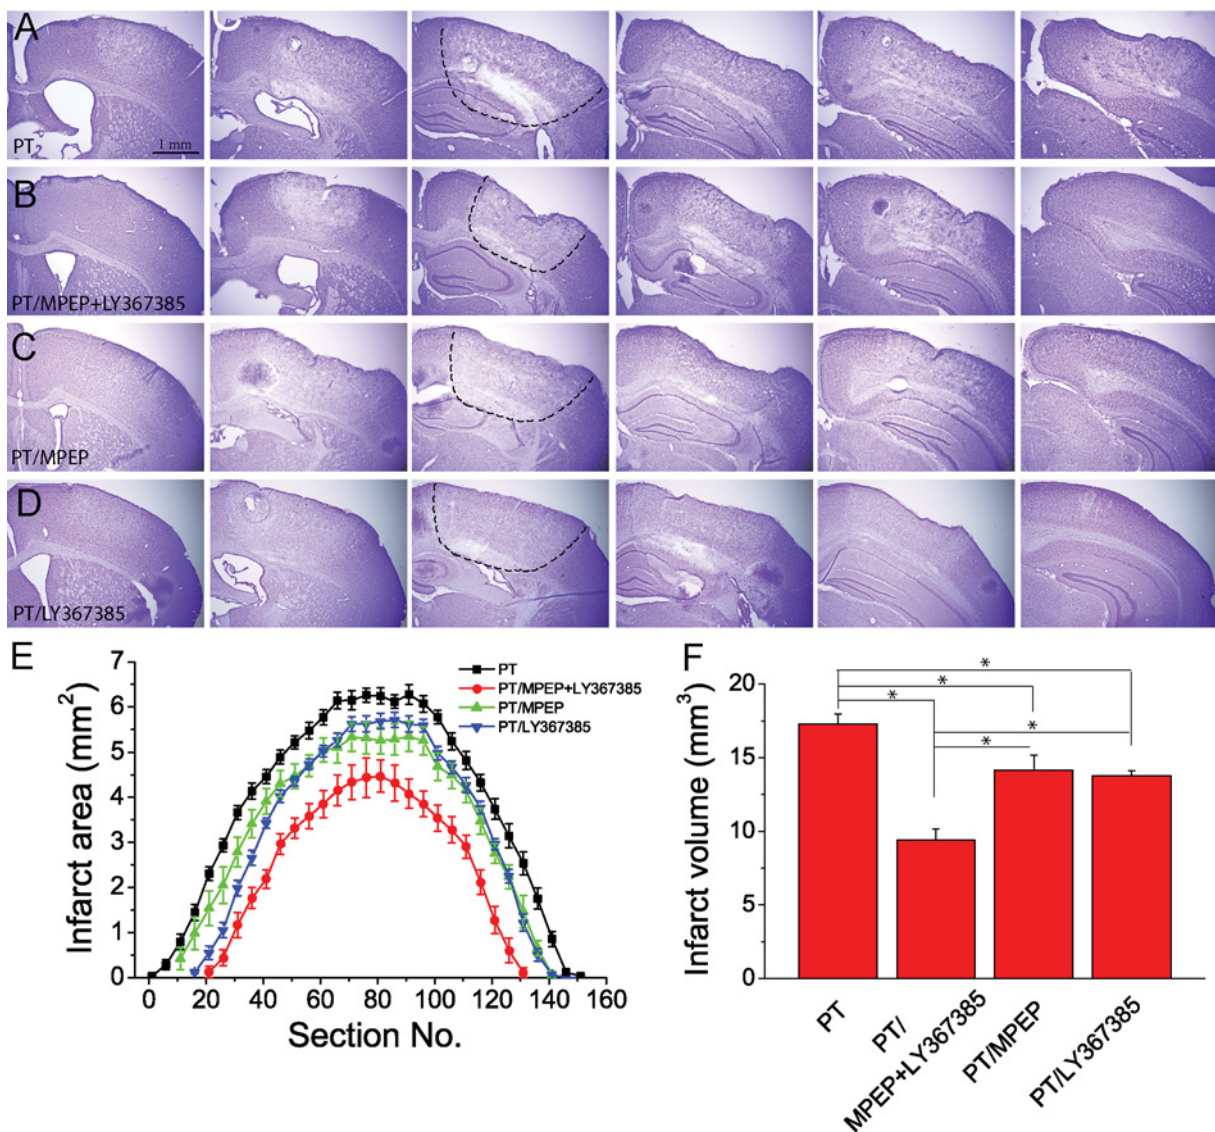 A
PT
1 mm
B
PT/MPEP+LY367385
C
PT/MPEP
D
PT/LY367385
E
Infarct area (mm²)
7
6
5
4
3
2
1
0
0 20 40 60 80 100 120 140 160
Section No.
PT
PT/MPEP+LY367385
PT/MPEP
PT/LY367385
F
Infarct volume (mm³)
20
15
10
5
0
*
*
*
*
*
PT
PT/
MPEP+LY367385
PT/MPEP
PT/LY367385